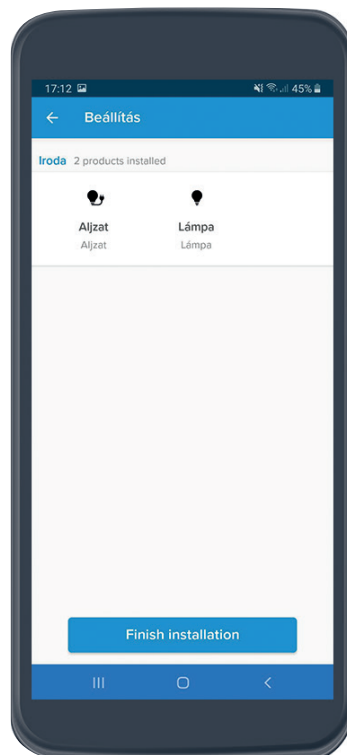 17:12 45%
Beállítás
Iroda 2 products installed
Aljzat Lámpa
Aljzat Lámpa
Finish installation